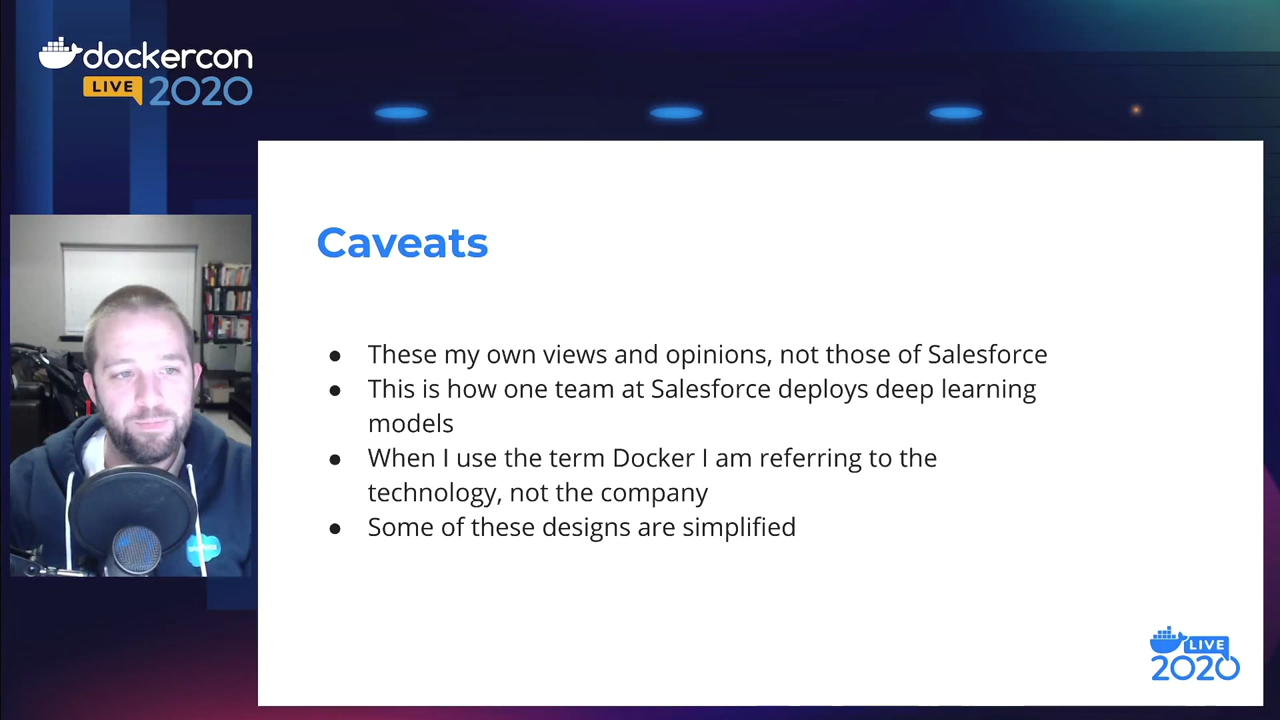 dockercon
LIVE 2020
Caveats
● These my own views and opinions, not those of Salesforce
● This is how one team at Salesforce deploys deep learning
models
● When I use the term Docker I am referring to the
technology, not the company
● Some of these designs are simplified
LIVE
2020